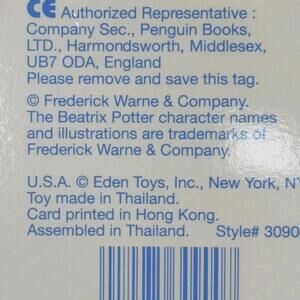 CE Authorized Representative :
Company Sec., Penguin Books,
LTD., Harmondsworth, Middlesex,
UB7 ODA, England
Please remove and save this tag.
© Frederick Warne & Company.
The Beatrix Potter character names
and illustrations are trademarks of
Frederick Warne & Company.
U.S.A. © Eden Toys, Inc., New York, NY
Toy made in Thailand.
Card printed in Hong Kong.
Assembled in Thailand. Style# 3090